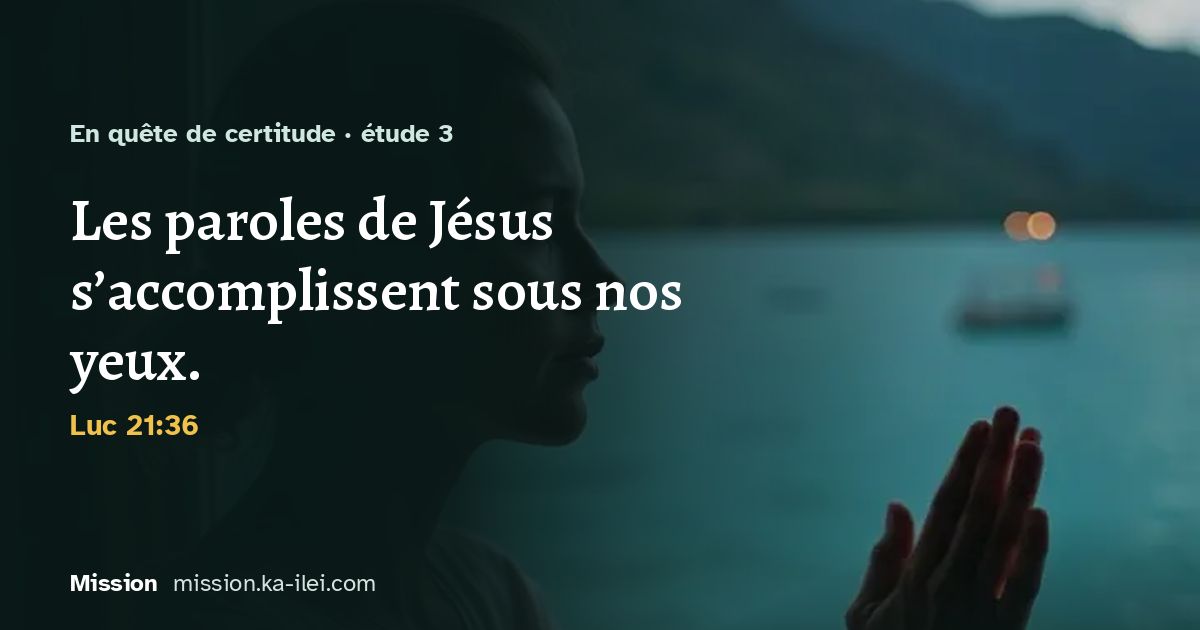 En quête de certitude · étude 3
Les paroles de Jésus
s’accomplissent sous nos
yeux.
Luc 21:36
Mission mission.ka-ilei.com